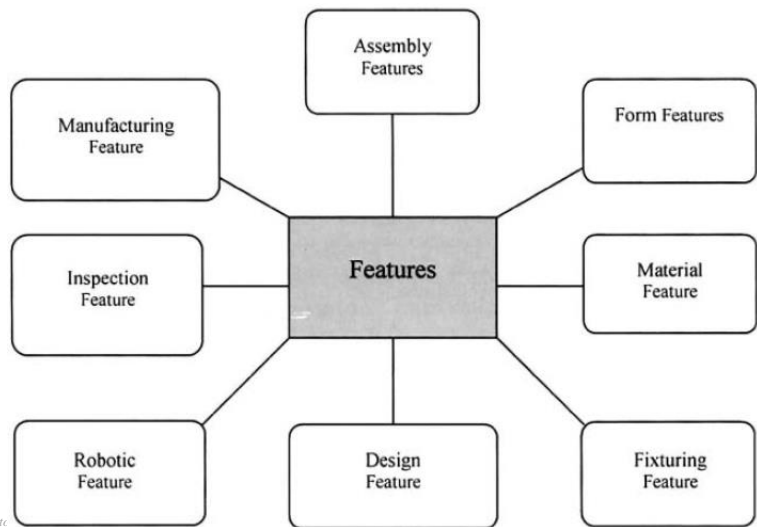 Assembly
Features
Manufacturing
Feature
Form Features
Features
Inspection
Feature
Material
Feature
Robotic
Feature
Design
Feature
Fixturing
Feature